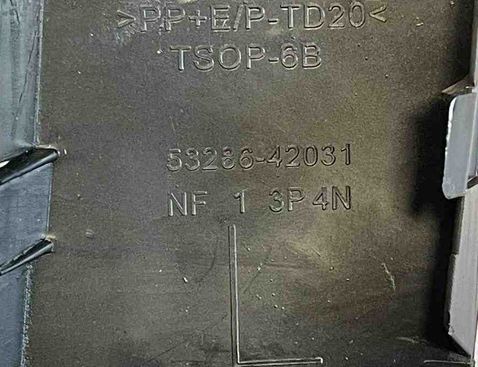 >PP+E/P-TD20<
TSOP-6B
53286-42031
NF 1 3P4N
L